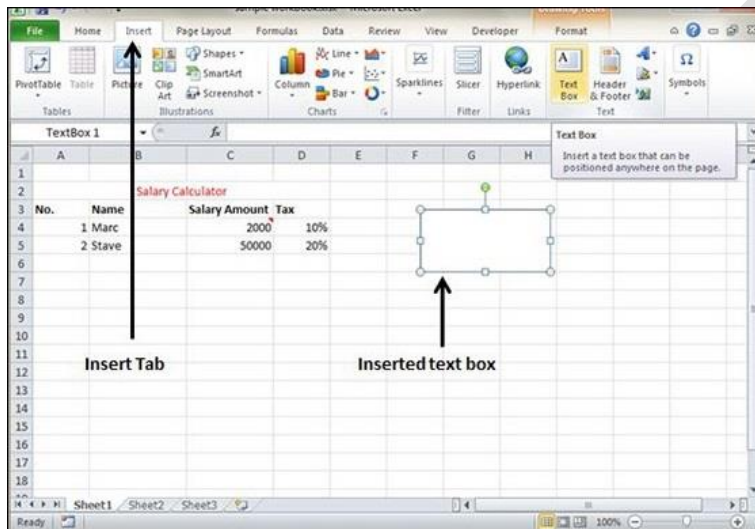 File Home Insert Page Layout Formulas Data Review View Developer Format
PivotTable Table Picture Clip Art Shapes SmartArt Screenshot Column Line Pie Bar Sparklines Slicer Hyperlink Text Box Header & Footer Symbols
Tables Illustrations Charts Filter Links Text
TextBox 1 fx
Text Box
Insert a text box that can be
positioned anywhere on the page.
A B C D E F G H
1
2 Salary Calculator
3 No. Name Salary Amount Tax
4 1 Marc 2000 10%
5 2 Stave 50000 20%
6
7
8
9
10
11
Insert Tab Inserted text box
12
13
14
15
16
17
18
Sheet1 Sheet2 Sheet3
Ready 100%